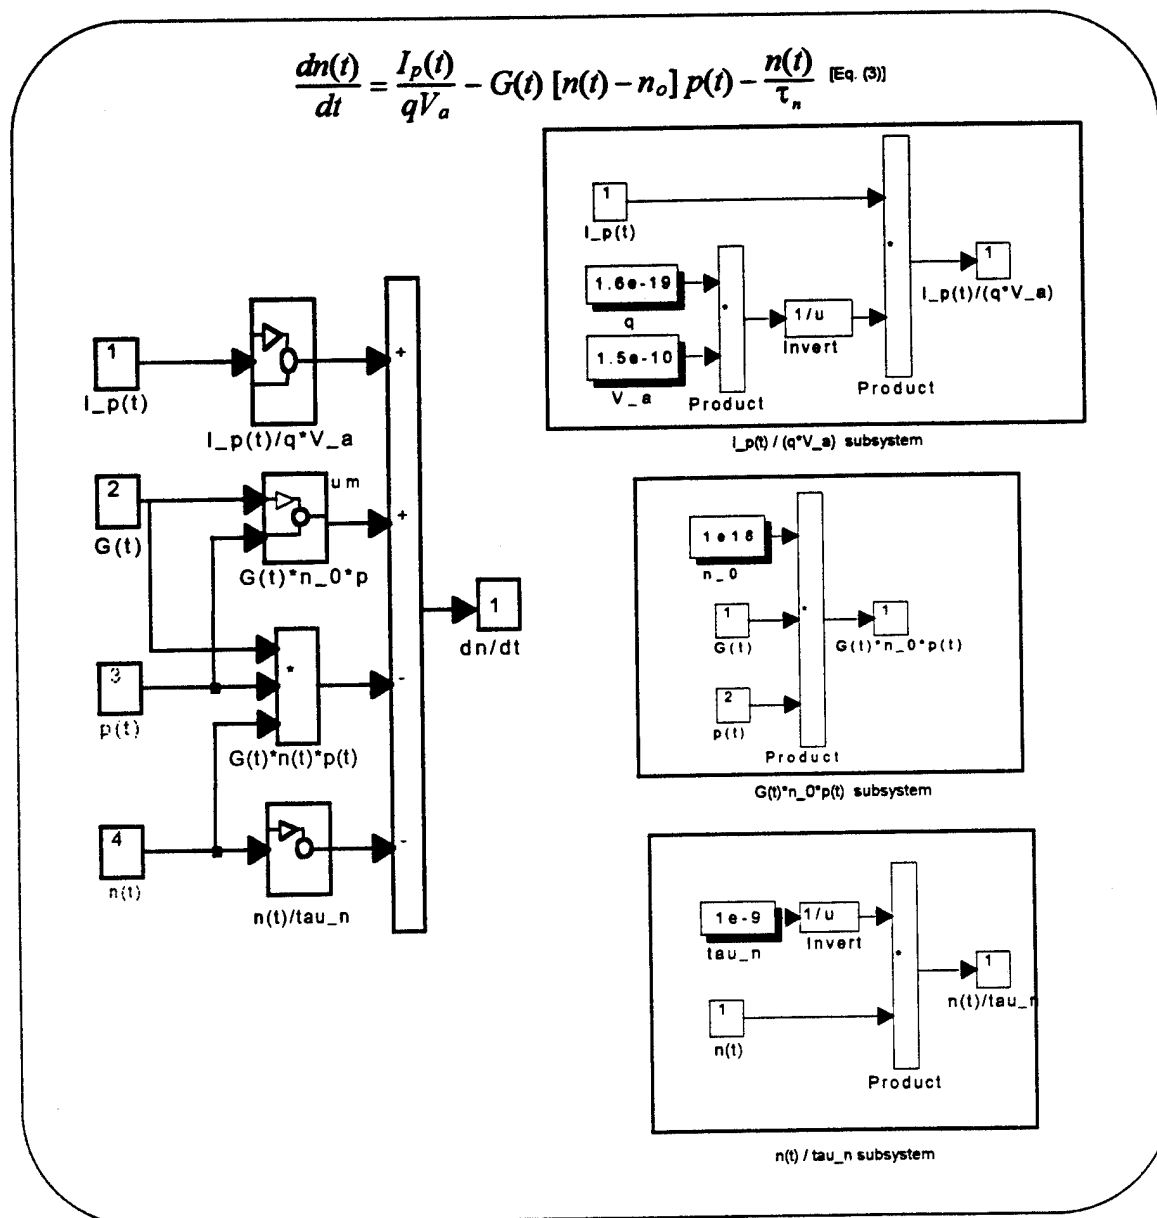 dn(t)/dt = I_p(t)/qV_a − G(t) [n(t) − n_o] p(t) − n(t)/τ_n [Eq. (3)]
1
I_p(t)
I_p(t)/q*V_a
+
2
G(t)
um
G(t)*n_0*p
+
3
p(t)
*
G(t)*n(t)*p(t)
-
4
n(t)
n(t)/tau_n
-
1
dn/dt
1
I_p(t)
1.6e-19
q
1.5e-10
V_a
*
Product
1/u
Invert
*
Product
1
I_p(t)/(q*V_a)
I_p(t) / (q*V_a) subsystem
1e18
n_0
1
G(t)
2
p(t)
*
Product
1
G(t)*n_0*p(t)
G(t)*n_0*p(t) subsystem
1e-9
tau_n
1/u
Invert
1
n(t)
*
Product
1
n(t)/tau_n
n(t) / tau_n subsystem